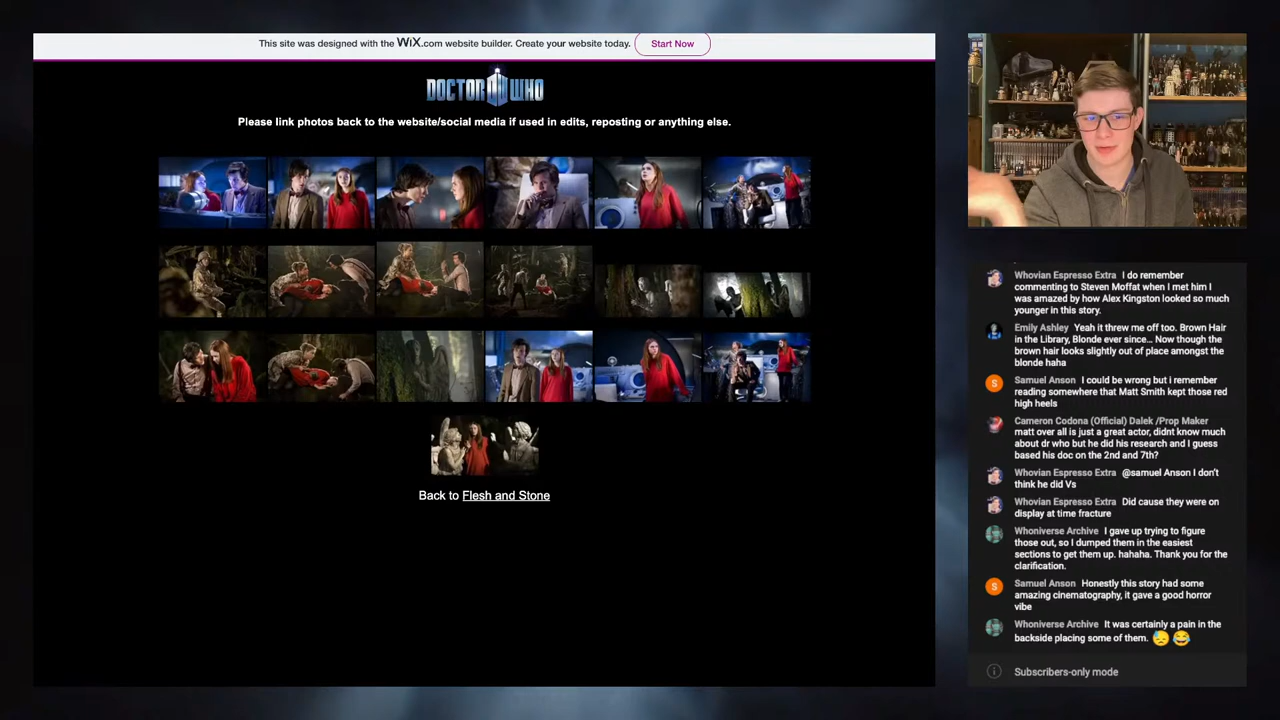 This site was designed with the WiX.com website builder. Create your website today. Start Now
DOCTOR WHO
Please link photos back to the website/social media if used in edits, reposting or anything else.
Back to Flesh and Stone
Whovian Espresso Extra I do remember
commenting to Steven Moffat when I met him I
was amazed by how Alex Kingston looked so much
younger in this story.
Emily Ashley Yeah it threw me off too. Brown Hair
in the Library, Blonde ever since... Now though the
brown hair looks slightly out of place amongst the
blonde haha
S
Samuel Anson I could be wrong but i remember
reading somewhere that Matt Smith kept those red
high heels
Cameron Codona (Official) Dalek /Prop Maker
matt over all is just a great actor, didnt know much
about dr who but he did his research and I guess
based his doc on the 2nd and 7th?
Whovian Espresso Extra @samuel Anson I don't
think he did Vs
Whovian Espresso Extra Did cause they were on
display at time fracture
Whoniverse Archive I gave up trying to figure
those out, so I dumped them in the easiest
sections to get them up. hahaha. Thank you for the
clarification.
S
Samuel Anson Honestly this story had some
amazing cinematography, it gave a good horror
vibe
Whoniverse Archive It was certainly a pain in the
backside placing some of them. 😓😂
Subscribers-only mode